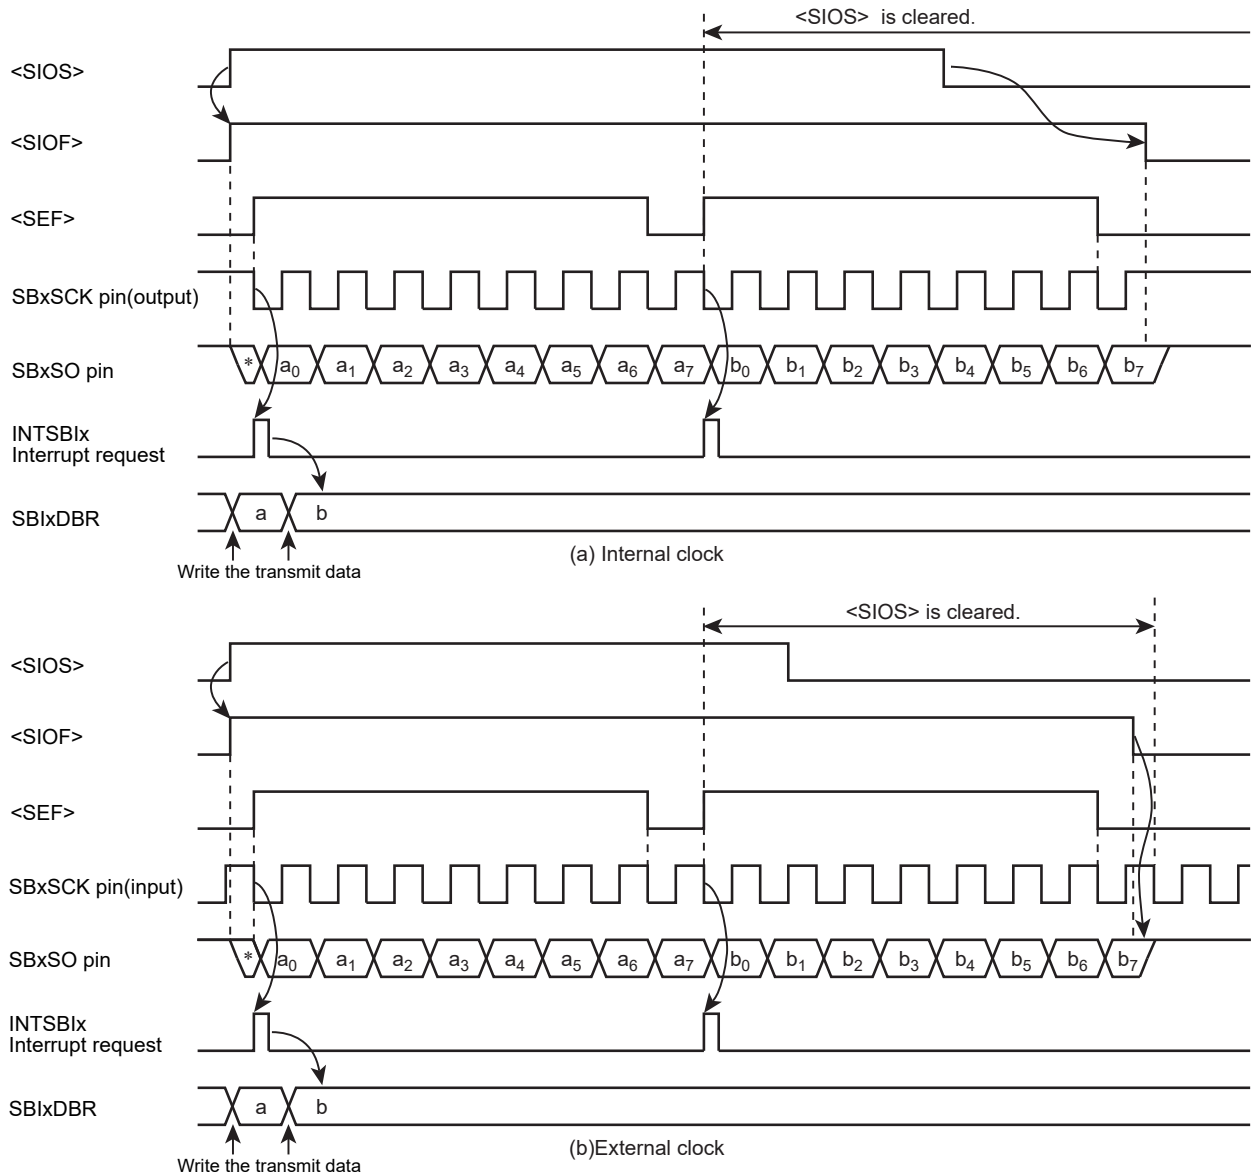 <SIOS> is cleared.
<SIOS>
<SIOF>
<SEF>
SBxSCK pin(output)
SBxSO pin
* a0 a1 a2 a3 a4 a5 a6 a7 b0 b1 b2 b3 b4 b5 b6 b7
INTSBIx
Interrupt request
SBIxDBR
a b
(a) Internal clock
Write the transmit data
<SIOS> is cleared.
<SIOS>
<SIOF>
<SEF>
SBxSCK pin(input)
SBxSO pin
* a0 a1 a2 a3 a4 a5 a6 a7 b0 b1 b2 b3 b4 b5 b6 b7
INTSBIx
Interrupt request
SBIxDBR
a b
(b)External clock
Write the transmit data